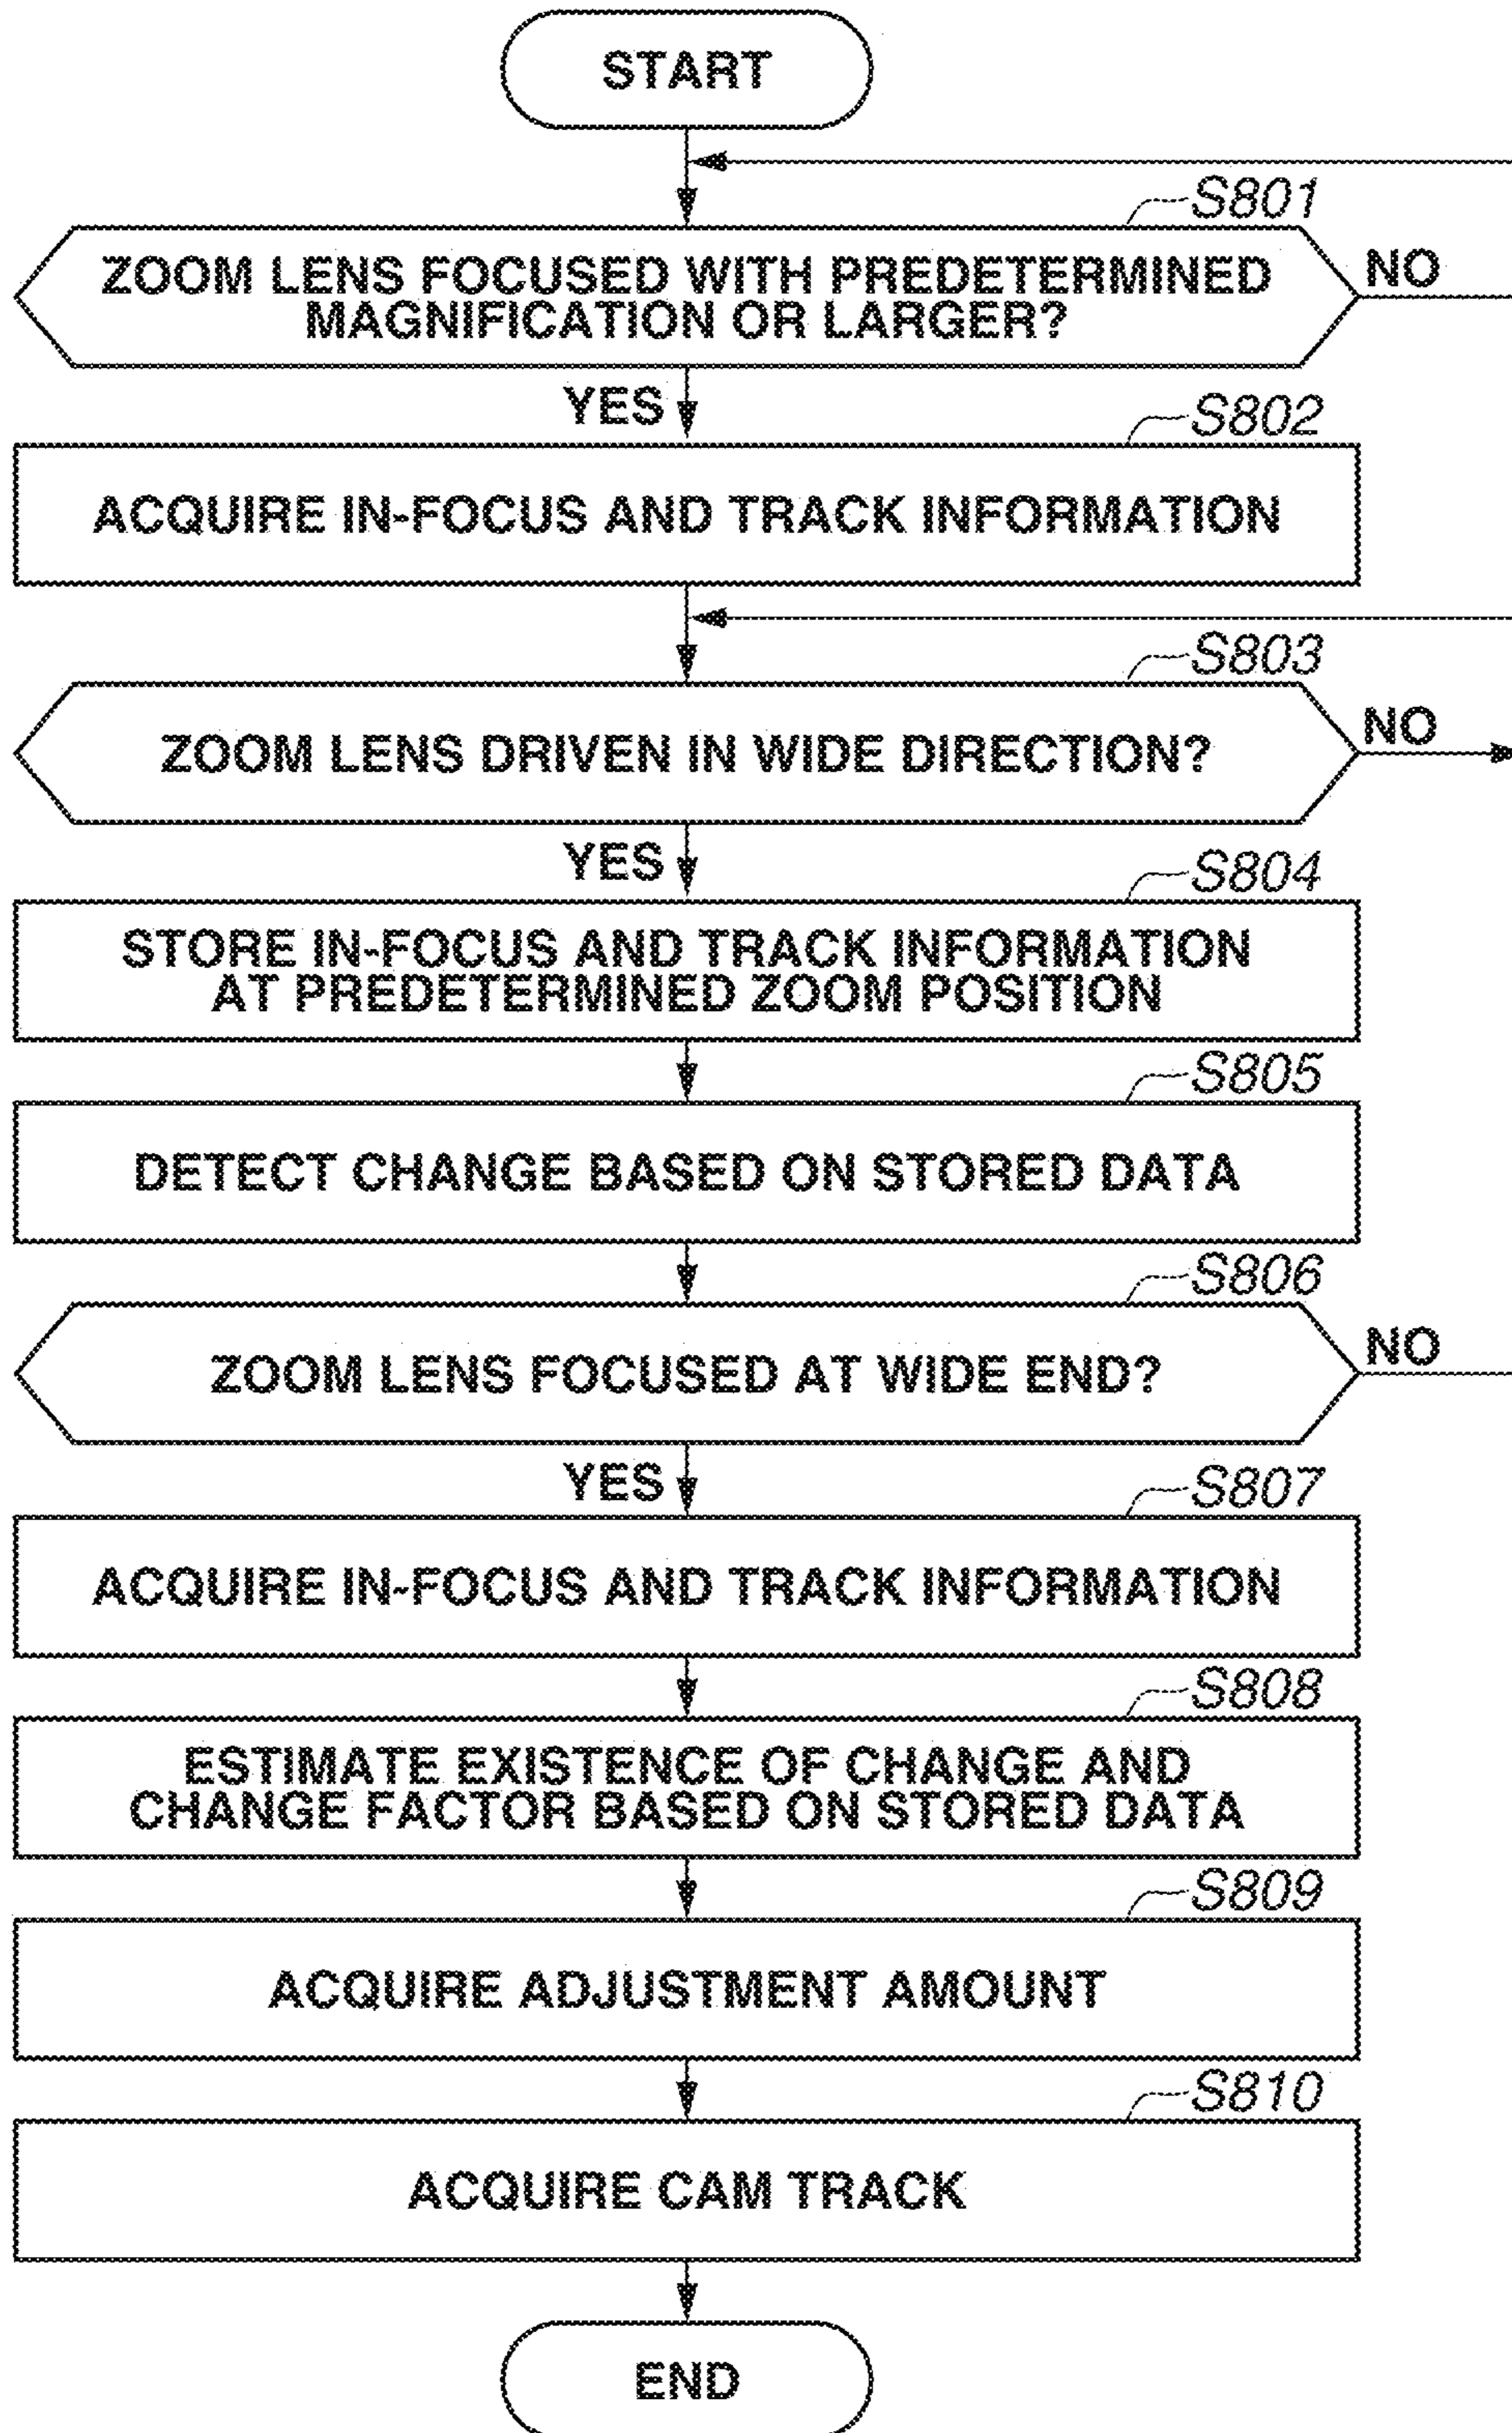 START
S801
ZOOM LENS FOCUSED WITH PREDETERMINED
MAGNIFICATION OR LARGER?
NO
YES
S802
ACQUIRE IN-FOCUS AND TRACK INFORMATION
S803
ZOOM LENS DRIVEN IN WIDE DIRECTION?
NO
YES
S804
STORE IN-FOCUS AND TRACK INFORMATION
AT PREDETERMINED ZOOM POSITION
S805
DETECT CHANGE BASED ON STORED DATA
S806
ZOOM LENS FOCUSED AT WIDE END?
NO
YES
S807
ACQUIRE IN-FOCUS AND TRACK INFORMATION
S808
ESTIMATE EXISTENCE OF CHANGE AND
CHANGE FACTOR BASED ON STORED DATA
S809
ACQUIRE ADJUSTMENT AMOUNT
S810
ACQUIRE CAM TRACK
END